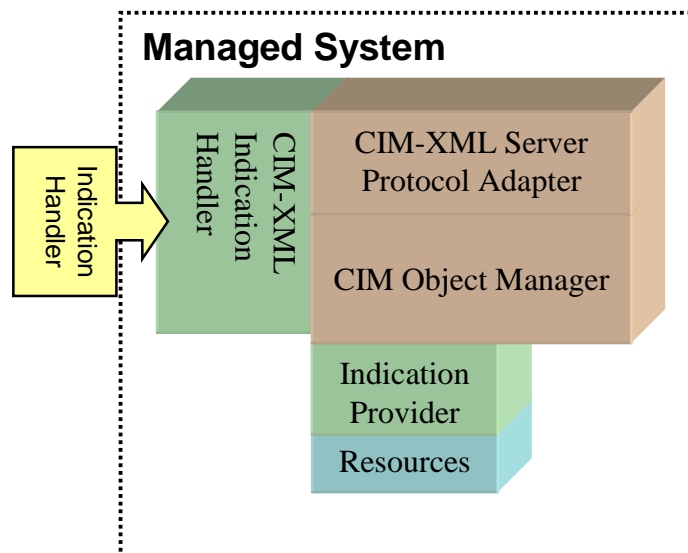 Managed System
Indication
Handler
CIM-XML
Indication
Handler
CIM-XML Server
Protocol Adapter
CIM Object Manager
Indication
Provider
Resources